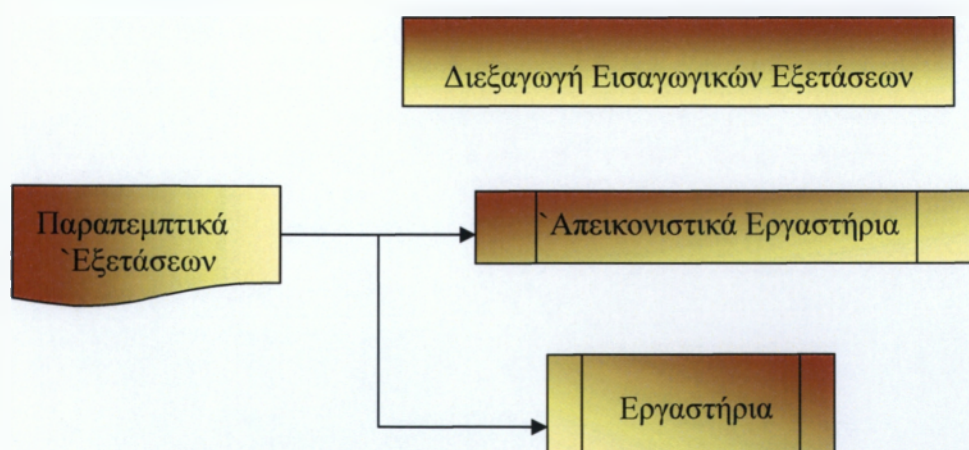 Διεξαγωγή Εισαγωγικών Εξετάσεων
Παραπεμπτικά
`Εξετάσεων
`Απεικονιστικά Εργαστήρια
Εργαστήρια